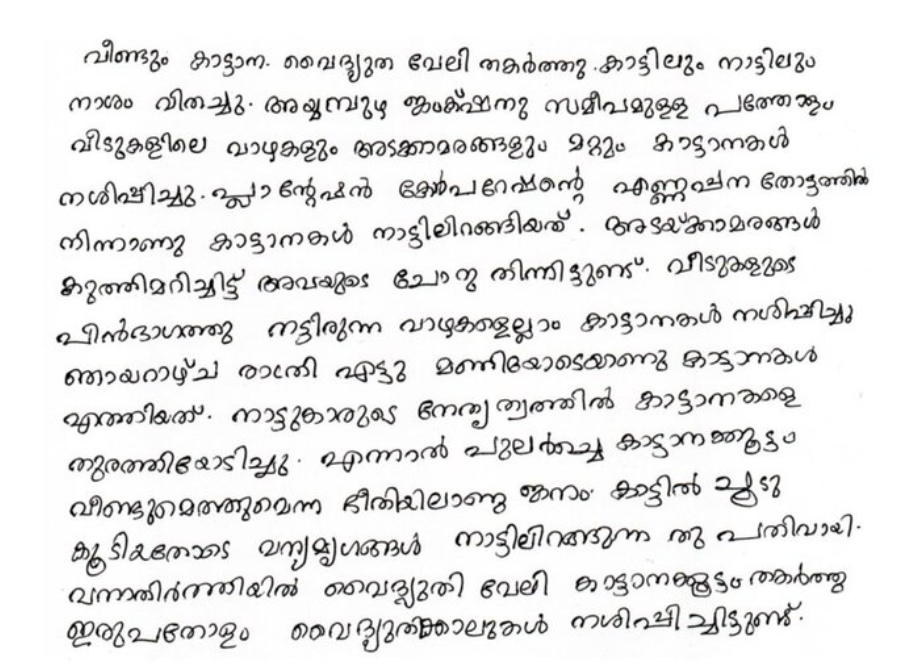 വീണ്ടും കാട്ടാന. വൈദ്യുത വേലി തകർത്തു. കാട്ടിലും നാട്ടിലും
നാശം വിതച്ചു. അയ്യമ്പുഴ ജംക്‌ഷനു സമീപമുള്ള പത്തോളം
വീടുകളിലെ വാഴകളും അടക്കാമരങ്ങളും മറ്റും കാട്ടാനകൾ
നശിപ്പിച്ചു. പ്ലാന്റേഷൻ കോർപറേഷന്റെ എണ്ണപ്പന തോട്ടത്തിൽ
നിന്നാണു കാട്ടാനകൾ നാട്ടിലിറങ്ങിയത്. അടയ്ക്കാമരങ്ങൾ
കുത്തിമറിച്ചിട്ട് അവയുടെ ചോറു തിന്നിട്ടുണ്ട്. വീടുകളുടെ
പിൻഭാഗത്തു നട്ടിരുന്ന വാഴകളെല്ലാം കാട്ടാനകൾ നശിപ്പിച്ചു
ഞായറാഴ്ച രാത്രി എട്ടു മണിയോടെയാണു കാട്ടാനകൾ
എത്തിയത്. നാട്ടുകാരുടെ നേതൃത്വത്തിൽ കാട്ടാനകളെ
തുരത്തിയോടിച്ചു. എന്നാൽ പുലർച്ചെ കാട്ടാനക്കൂട്ടം
വീണ്ടുമെത്തുമെന്ന ഭീതിയിലാണു ജനം. കാട്ടിൽ ചൂടു
കൂടിയതോടെ വന്യമൃഗങ്ങൾ നാട്ടിലിറങ്ങുന്നതു പതിവായി.
വനാതിർത്തിയിൽ വൈദ്യുതി വേലി കാട്ടാനക്കൂട്ടം തകർത്തു
ഇരുപതോളം വൈദ്യുതിക്കാലുകൾ നശിപ്പിച്ചിട്ടുണ്ട്.